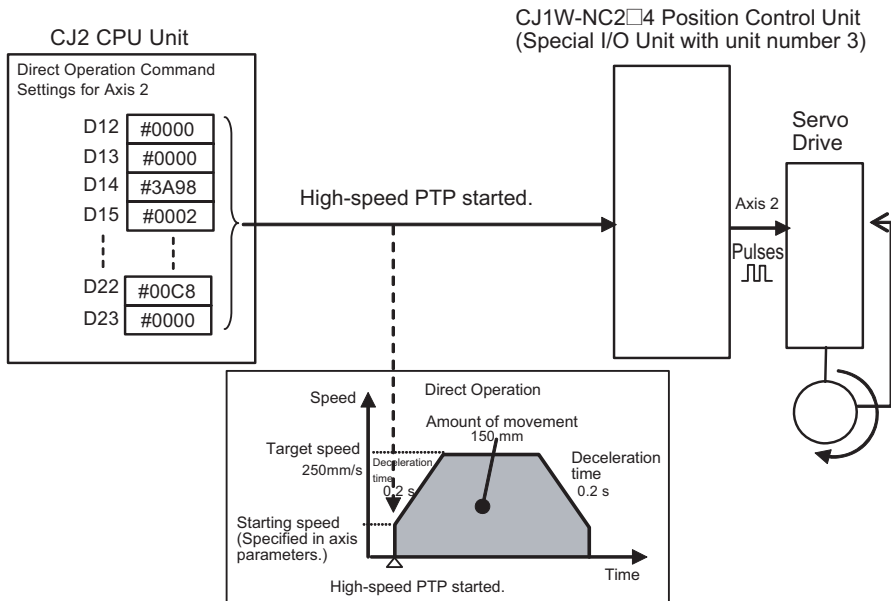 CJ1W-NC2□4 Position Control Unit
(Special I/O Unit with unit number 3)
CJ2 CPU Unit
Direct Operation Command
Settings for Axis 2
D12 #0000
D13 #0000
D14 #3A98
D15 #0002
D22 #00C8
D23 #0000
High-speed PTP started.
Servo
Drive
Axis 2
Pulses
Direct Operation
Speed
Amount of movement
150 mm
Target speed
250mm/s
Deceleration
time
0.2 s
Deceleration
time
0.2 s
Starting speed
(Specified in axis
parameters.)
Time
High-speed PTP started.